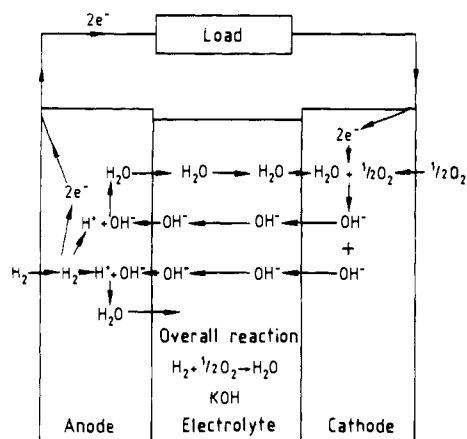 2e⁻
Load
2e⁻
H₂O H₂O H₂O H₂O + ½O₂ ½O₂
2e⁻
H⁺ + OH⁻ OH⁻ OH⁻ OH⁻
+
H₂ H₂ H⁺ + OH⁻ OH⁻ OH⁻ OH⁻
H₂O
Overall reaction
H₂ + ½O₂ → H₂O
KOH
Anode Electrolyte Cathode